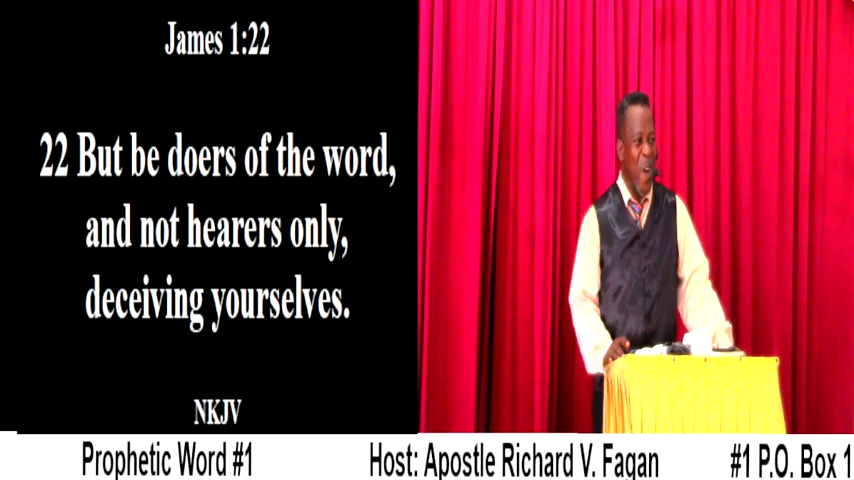 James 1:22
22 But be doers of the word,
and not hearers only,
deceiving yourselves.
NKJV
Prophetic Word #1 Host: Apostle Richard V. Fagan #1 P.O. Box 1